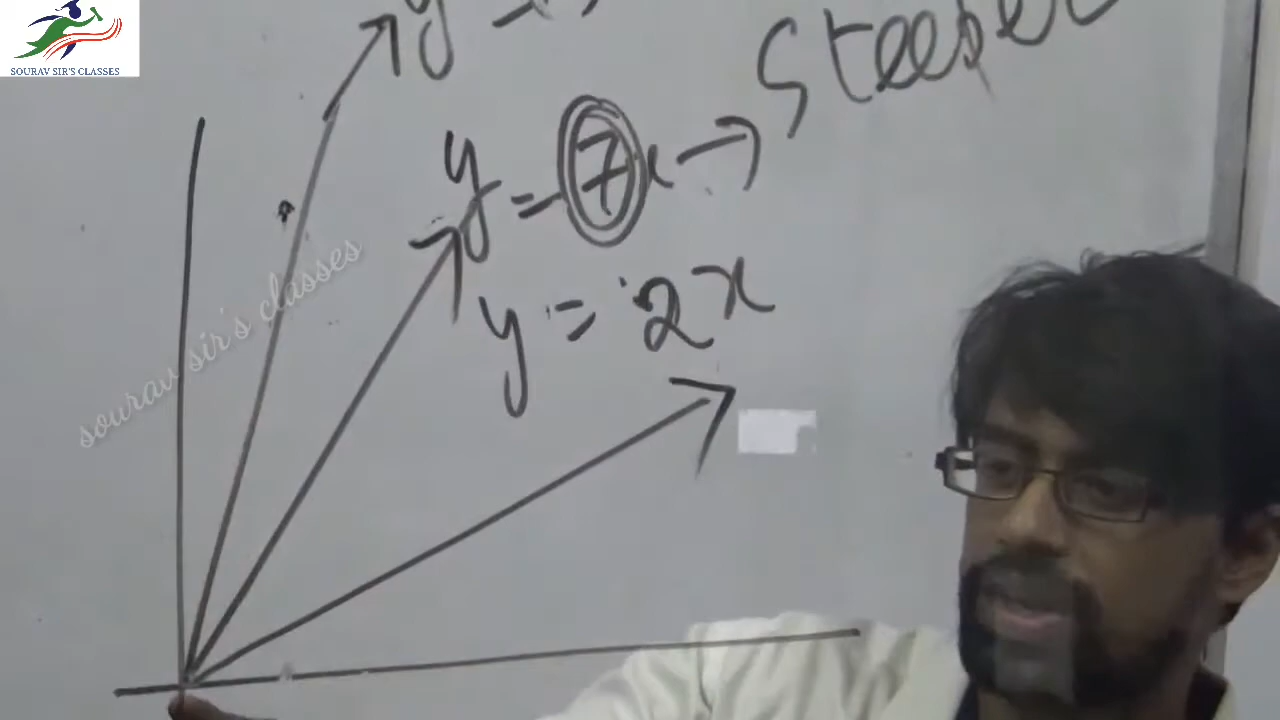 SOURAV SIR'S CLASSES
y =
steeper
y = 7x →
y = 2x
sourav sir's classes